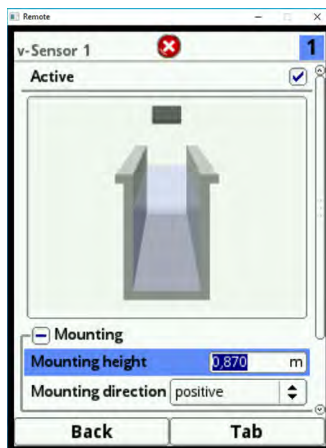 Remote
v-Sensor 1
1
Active
Mounting
Mounting height 0,870 m
Mounting direction positive
Back Tab